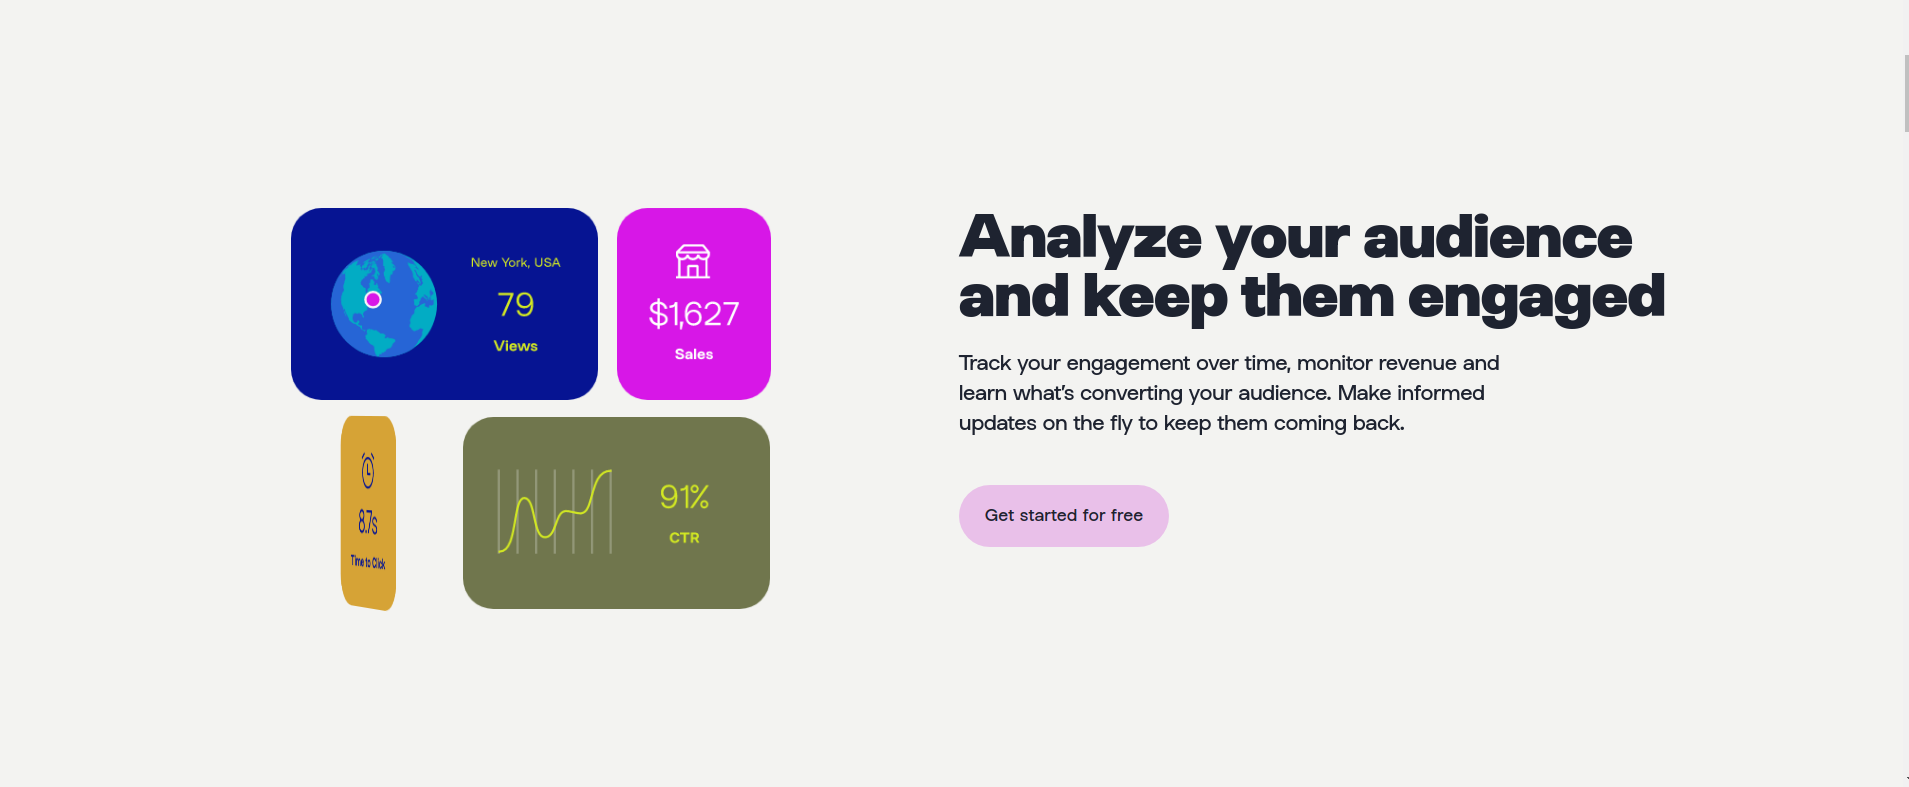 New York, USA
79
Views
$1,627
Sales
8.7s
Time to Click
91%
CTR
Analyze your audience
and keep them engaged
Track your engagement over time, monitor revenue and
learn what's converting your audience. Make informed
updates on the fly to keep them coming back.
Get started for free